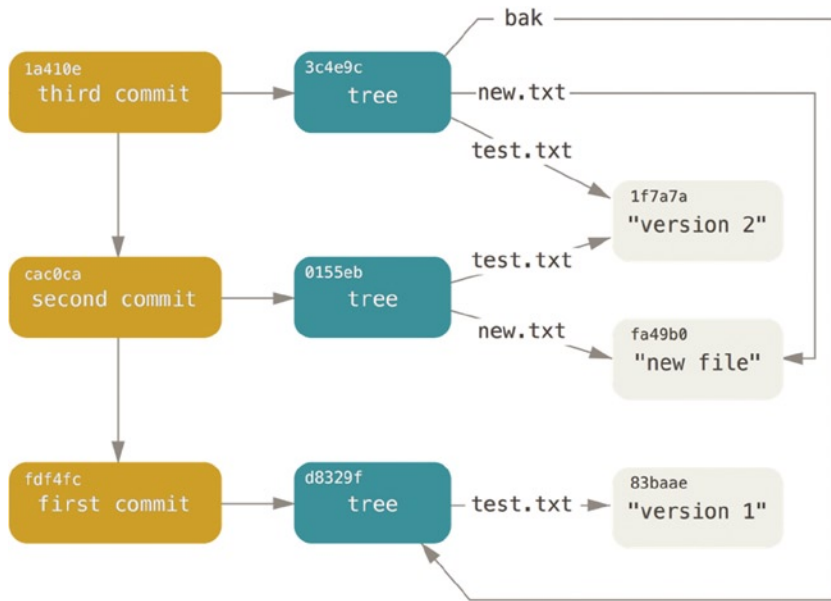 bak
1a410e
third commit
3c4e9c
tree
new.txt
test.txt
1f7a7a
"version 2"
cac0ca
second commit
0155eb
tree
test.txt
new.txt
fa49b0
"new file"
fdf4fc
first commit
d8329f
tree
test.txt
83baae
"version 1"